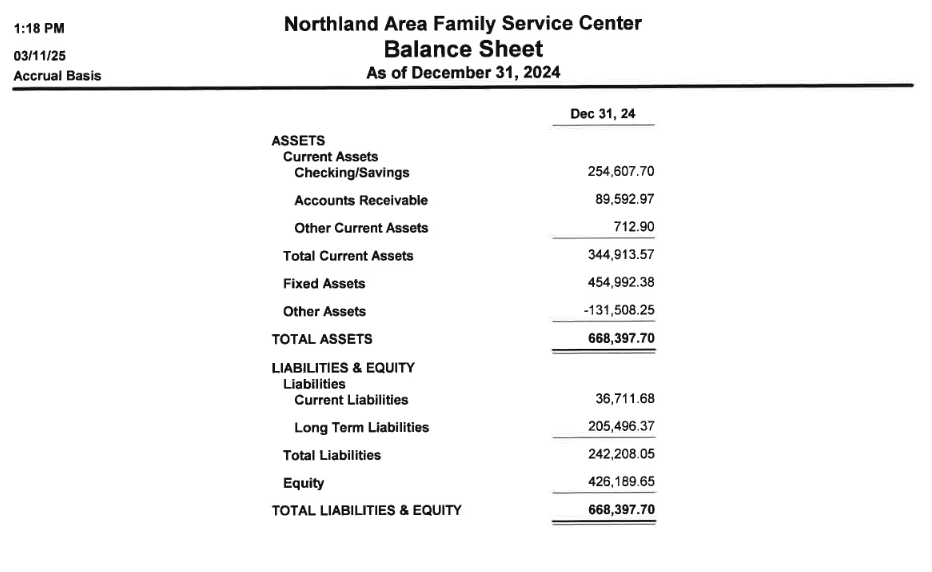 1:18 PM
Northland Area Family Service Center
03/11/25
Balance Sheet
Accrual Basis
As of December 31, 2024
Dec 31, 24
ASSETS
Current Assets
Checking/Savings 254,607.70
Accounts Receivable 89,592.97
Other Current Assets 712.90
Total Current Assets 344,913.57
Fixed Assets 454,992.38
Other Assets -131,508.25
TOTAL ASSETS 668,397.70
LIABILITIES & EQUITY
Liabilities
Current Liabilities 36,711.68
Long Term Liabilities 205,496.37
Total Liabilities 242,208.05
Equity 426,189.65
TOTAL LIABILITIES & EQUITY 668,397.70